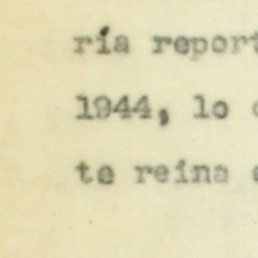 ría report
1944, lo
te reina